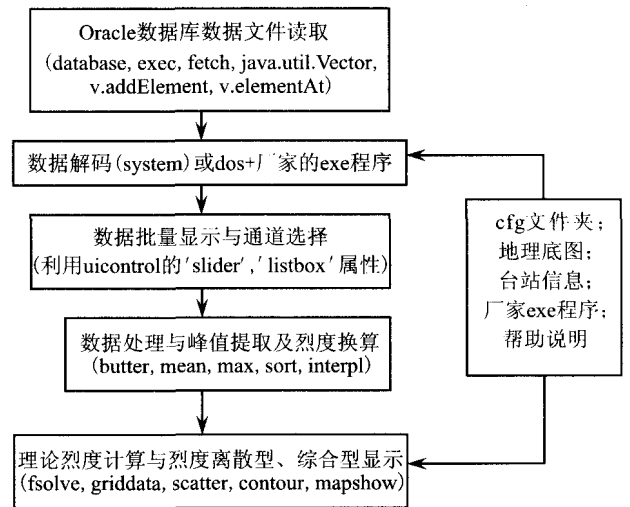 Oracle数据库数据文件读取
(database, exec, fetch, java.util.Vector,
v.addElement, v.elementAt)
数据解码(system)或dos+厂家的exe程序
数据批量显示与通道选择
(利用uicontrol的'slider','listbox'属性)
数据处理与峰值提取及烈度换算
(butter, mean, max, sort, interpl)
理论烈度计算与烈度离散型、综合型显示
(fsolve, griddata, scatter, contour, mapshow)
cfg文件夹;
地理底图;
台站信息;
厂家exe程序;
帮助说明